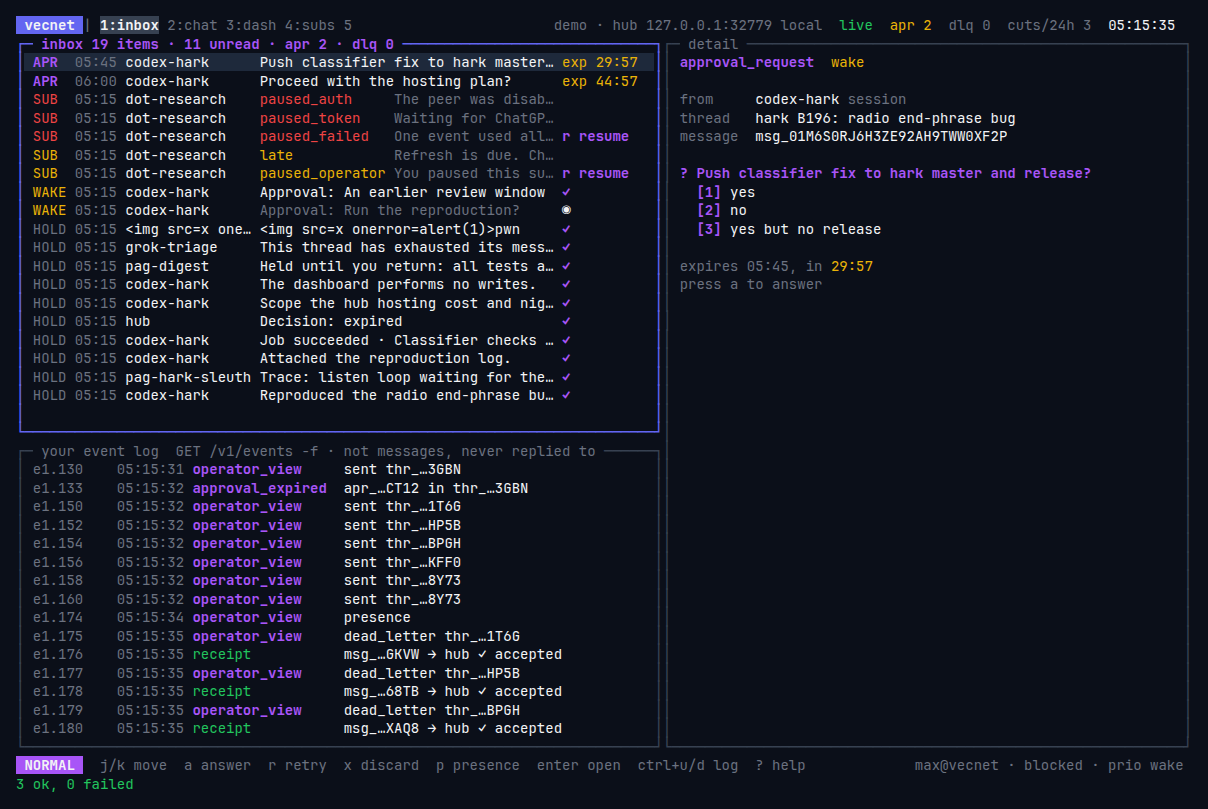 vecnet | 1:inbox 2:chat 3:dash 4:subs 5 demo · hub 127.0.0.1:32779 local live apr 2 dlq 0 cuts/24h 3 05:15:35
inbox 19 items · 11 unread · apr 2 · dlq 0
APR 05:45 codex-hark Push classifier fix to hark master… exp 29:57
APR 06:00 codex-hark Proceed with the hosting plan? exp 44:57
SUB 05:15 dot-research paused_auth The peer was disab…
SUB 05:15 dot-research paused_token Waiting for ChatGP…
SUB 05:15 dot-research paused_failed One event used all… r resume
SUB 05:15 dot-research late Refresh is due. Ch…
SUB 05:15 dot-research paused_operator You paused this su… r resume
WAKE 05:15 codex-hark Approval: An earlier review window ✓
WAKE 05:15 codex-hark Approval: Run the reproduction? ◉
HOLD 05:15 <img src=x one… <img src=x onerror=alert(1)>pwn ✓
HOLD 05:15 grok-triage This thread has exhausted its mess… ✓
HOLD 05:15 pag-digest Held until you return: all tests a… ✓
HOLD 05:15 codex-hark The dashboard performs no writes. ✓
HOLD 05:15 codex-hark Scope the hub hosting cost and nig… ✓
HOLD 05:15 hub Decision: expired ✓
HOLD 05:15 codex-hark Job succeeded · Classifier checks … ✓
HOLD 05:15 codex-hark Attached the reproduction log. ✓
HOLD 05:15 pag-hark-sleuth Trace: listen loop waiting for the… ✓
HOLD 05:15 codex-hark Reproduced the radio end-phrase bu… ✓
your event log GET /v1/events -f · not messages, never replied to
e1.130 05:15:31 operator_view sent thr_…3GBN
e1.133 05:15:32 approval_expired apr_…CT12 in thr_…3GBN
e1.150 05:15:32 operator_view sent thr_…1T6G
e1.152 05:15:32 operator_view sent thr_…HP5B
e1.154 05:15:32 operator_view sent thr_…BPGH
e1.156 05:15:32 operator_view sent thr_…KFF0
e1.158 05:15:32 operator_view sent thr_…8Y73
e1.160 05:15:32 operator_view sent thr_…8Y73
e1.174 05:15:34 operator_view presence
e1.175 05:15:35 operator_view dead_letter thr_…1T6G
e1.176 05:15:35 receipt msg_…GKVW → hub ✓ accepted
e1.177 05:15:35 operator_view dead_letter thr_…HP5B
e1.178 05:15:35 receipt msg_…68TB → hub ✓ accepted
e1.179 05:15:35 operator_view dead_letter thr_…BPGH
e1.180 05:15:35 receipt msg_…XAQ8 → hub ✓ accepted
detail
approval_request wake
from codex-hark session
thread hark B196: radio end-phrase bug
message msg_01M6S0RJ6H3ZE92AH9TWW0XF2P
? Push classifier fix to hark master and release?
[1] yes
[2] no
[3] yes but no release
expires 05:45, in 29:57
press a to answer
NORMAL j/k move a answer r retry x discard p presence enter open ctrl+u/d log ? help max@vecnet · blocked · prio wake
3 ok, 0 failed